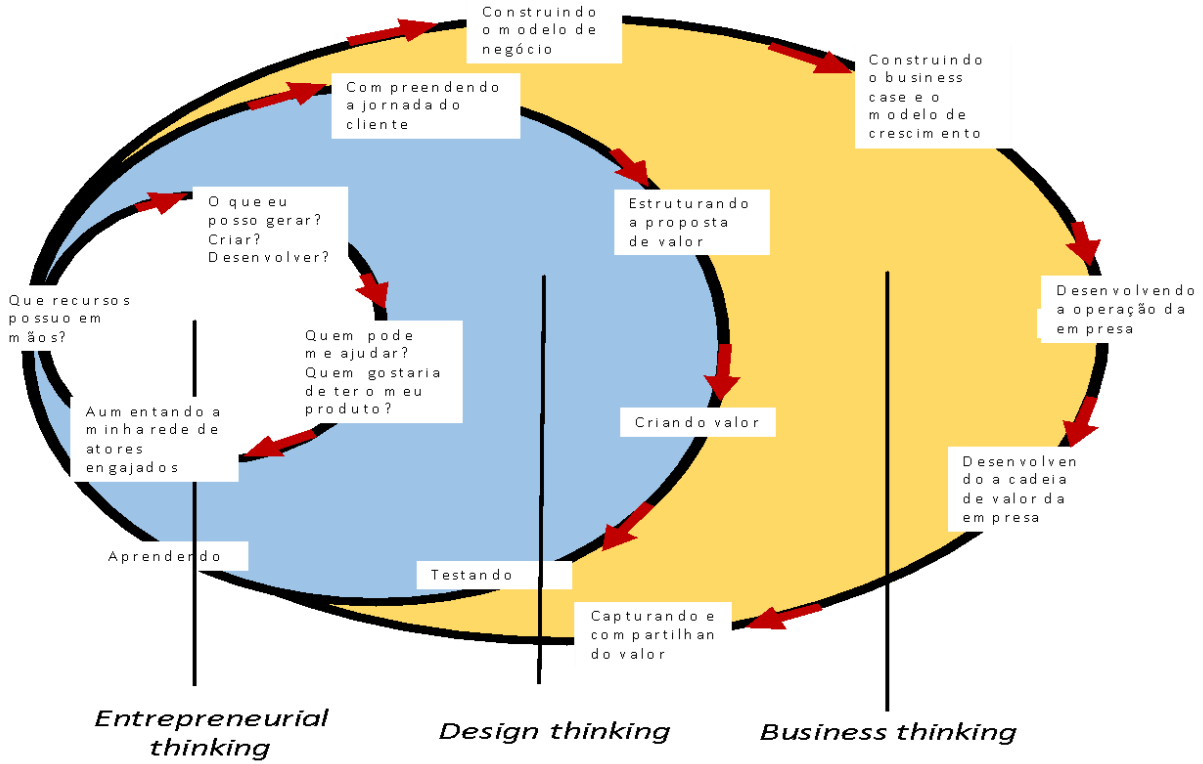 Construindo
o modelo de
negócio
Construindo
o business
case e o
modelo de
crescimento
Compreendendo
a jornada do
cliente
O que eu
posso gerar?
Criar?
Desenvolver?
Estruturando
a proposta
de valor
Que recursos
possuo em
mãos?
Desenvolvendo
a operação da
empresa
Quem pode
me ajudar?
Quem gostaria
de ter o meu
produto?
Aumentando a
minha rede de
atores
engajados
Criando valor
Desenvolven
do a cadeia
de valor da
empresa
Aprendendo
Testando
Capturando e
compartilhan
do valor
Entrepreneurial
thinking
Design thinking
Business thinking